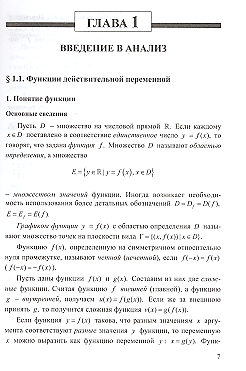 ГЛАВА 1
ВВЕДЕНИЕ В АНАЛИЗ
§ 1.1. Функции действительной переменной
1. Понятие функции
Основные сведения
Пусть D – множество на числовой прямой ℝ. Если каждому
x ∈ D поставлено в соответствие единственное число y = f(x), то
говорят, что задана функция f. Множество D называют областью
определения, а множество
E = {y ∈ ℝ | y = f(x), x ∈ D}
– множеством значений функции. Иногда возникает необходи-
мость использования более детальных обозначений D = D_f = D(f),
E = E_f = E(f).
Графиком функции y = f(x) с областью определения D назы-
вают множество точек на плоскости вида Γ = {(x, f(x)) | x ∈ D}.
Функцию f(x), определенную на симметричном относительно
нуля промежутке, называют четной (нечетной), если f(−x) = f(x)
(f(−x) = −f(x)).
Пусть даны функции f(x) и g(x). Составим из них две сложе-
ные функции. Считая функцию f внешней (главной), а функцию
g – внутренней, получаем u(x) = f(g(x)). Если же за внешнюю
принять g, то получится сложная функция v(x) = g(f(x)).
Если функция y = f(x) такова, что разным значениям x аргу-
мента соответствуют разные значения y функции, то переменную
x можно выразить как функцию переменной y: x = g(y). Функ-
7